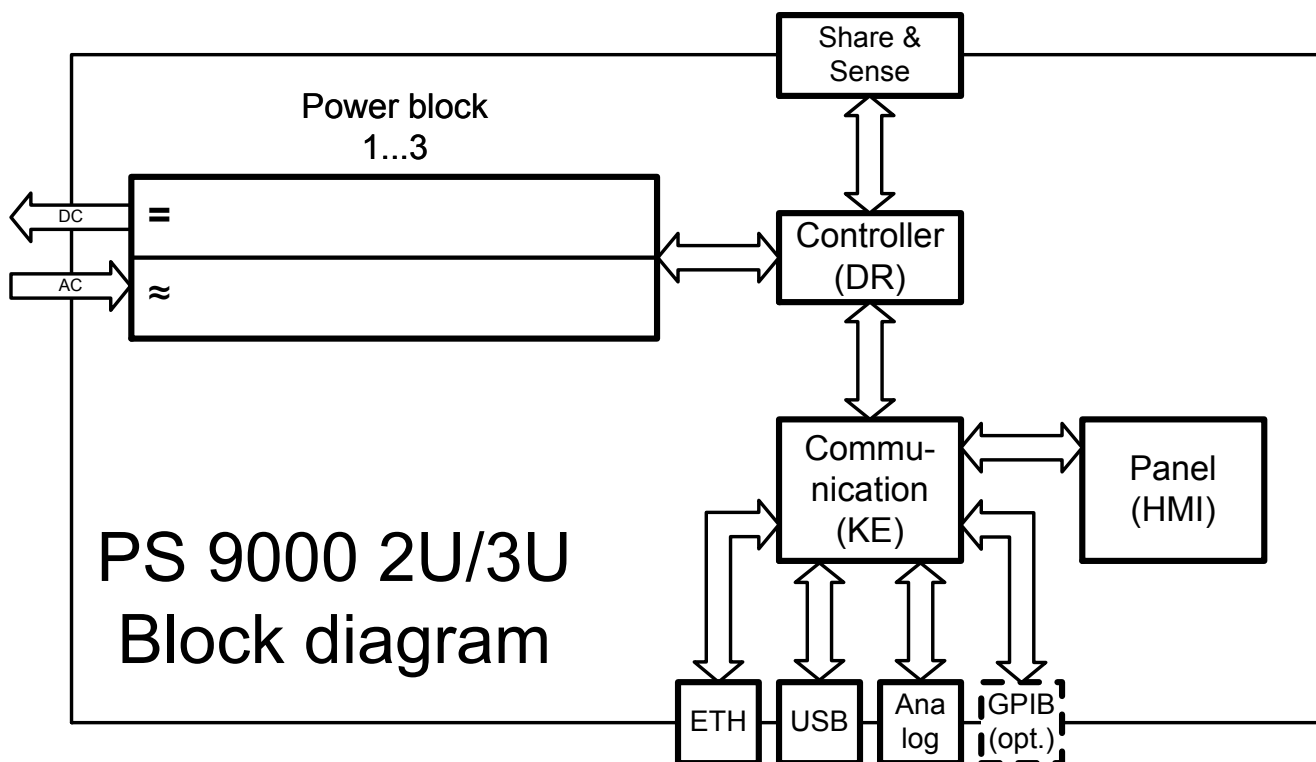 Share &
Sense
Power block
1...3
DC
=
AC
≈
Controller
(DR)
Commu-
nication
(KE)
Panel
(HMI)
PS 9000 2U/3U
Block diagram
ETH
USB
Ana
log
GPIB
(opt.)